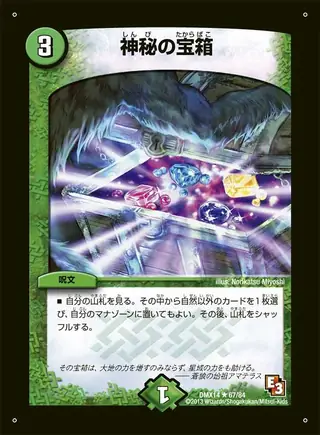 3
しんぴ たからばこ
神秘の宝箱
illus. Norikatsu Miyoshi
呪文
■ 自分の山札を見る。その中から自然以外のカードを1枚選
び、自分のマナゾーンに置いてもよい。その後、山札をシャッ
フルする。
その宝箱は、大地の力を増すのみならず、星域の力をも助ける。
――蒼狼の始祖アマテラス
1
DMX14 ★ 67/84
©2013 Wizards/Shogakukan/Mitsui-Kids
E3